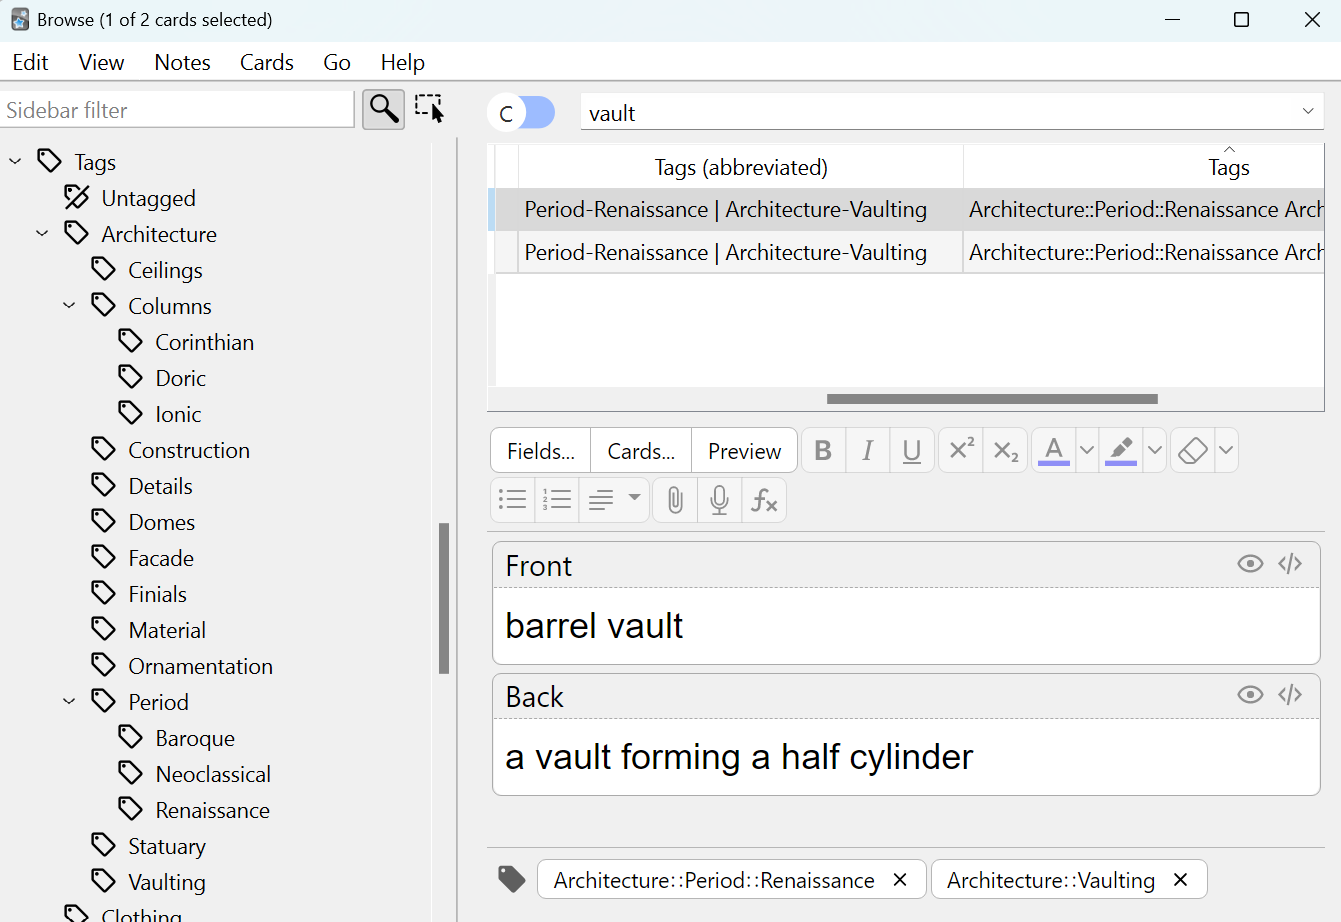 Browse (1 of 2 cards selected)
Edit View Notes Cards Go Help
Sidebar filter
C
vault
Tags
Untagged
Architecture
Ceilings
Columns
Corinthian
Doric
Ionic
Construction
Details
Domes
Facade
Finials
Material
Ornamentation
Period
Baroque
Neoclassical
Renaissance
Statuary
Vaulting
Clothing
Tags (abbreviated) Tags
Period-Renaissance | Architecture-Vaulting Architecture::Period::Renaissance Arch
Period-Renaissance | Architecture-Vaulting Architecture::Period::Renaissance Arch
Fields... Cards... Preview B I U x² x₂ A
fx
Front
barrel vault
Back
a vault forming a half cylinder
Architecture::Period::Renaissance Architecture::Vaulting